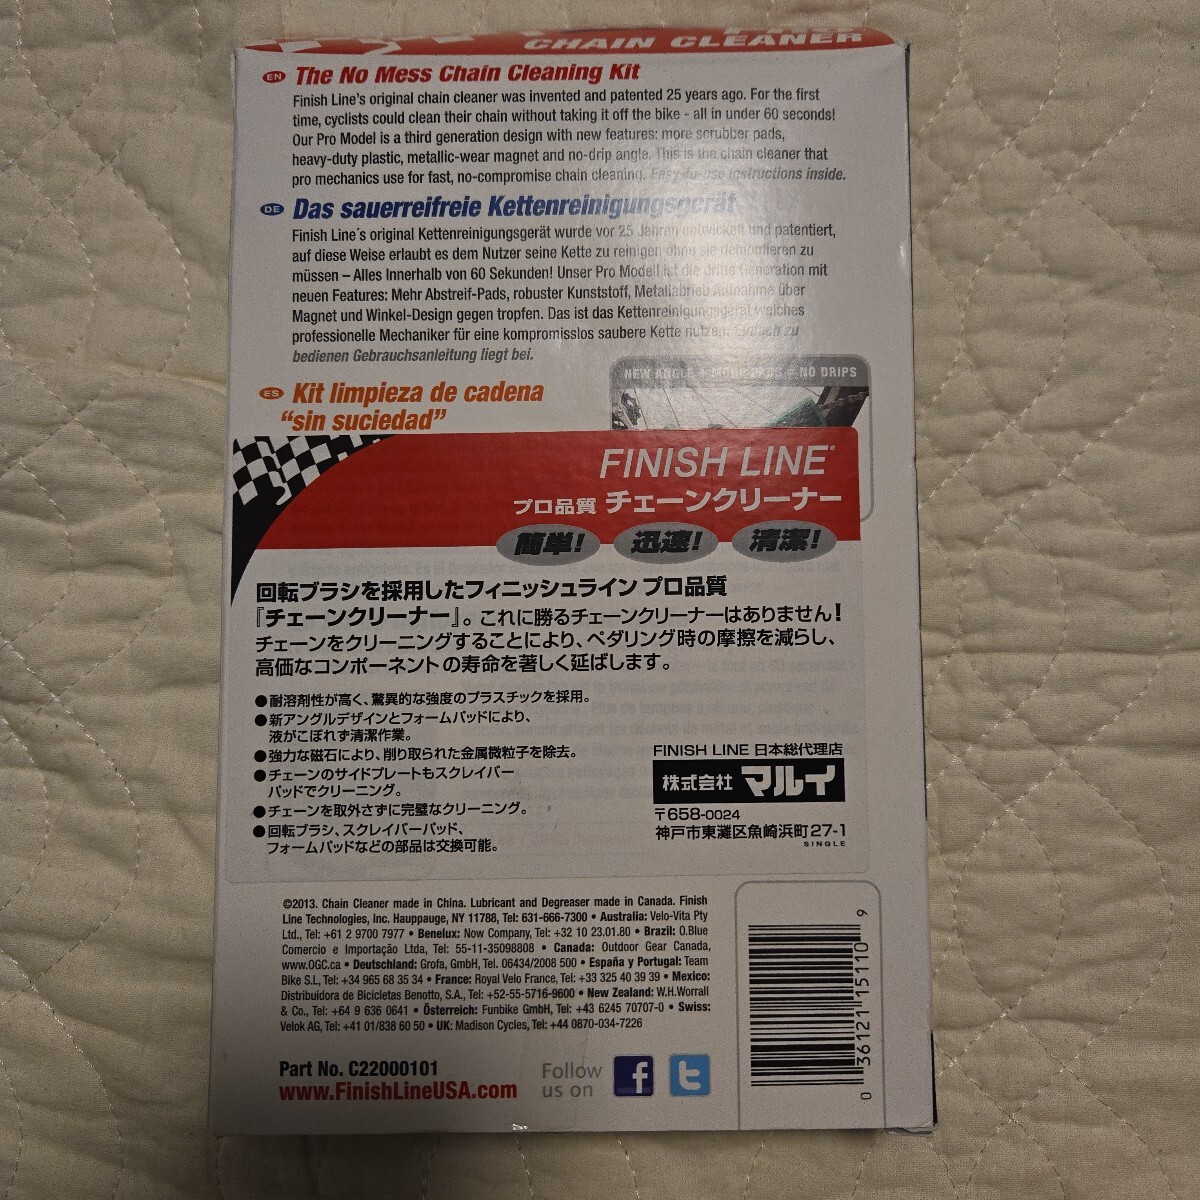 CHAIN CLEANER
EN The No Mess Chain Cleaning Kit
Finish Line's original chain cleaner was invented and patented 25 years ago. For the first
time, cyclists could clean their chain without taking it off the bike - all in under 60 seconds!
Our Pro Model is a third generation design with new features: more scrubber pads,
heavy-duty plastic, metallic-wear magnet and no-drip angle. This is the chain cleaner that
pro mechanics use for fast, no-compromise chain cleaning. Easy-to-use instructions inside.
DE Das sauerreifreie Kettenreinigungsgerät
Finish Line´s original Kettenreinigungsgerät wurde vor 25 Jahren entwickelt und patentiert,
auf diese Weise erlaubt es dem Nutzer seine Kette zu reinigen ohne sie demontieren zu
müssen – Alles Innerhalb von 60 Sekunden! Unser Pro Modell ist die dritte Generation mit
neuen Features: Mehr Abstreif-Pads, robuster Kunststoff, Metallabrieb Aufnahme über
Magnet und Winkel-Design gegen tropfen. Das ist das Kettenreinigungsgerät welches
professionelle Mechaniker für eine kompromisslos saubere Kette nutzen. Einfach zu
bedienen Gebrauchsanleitung liegt bei.
NEW ANGLE + MORE PADS = NO DRIPS
ES Kit limpieza de cadena
“sin suciedad”
FINISH LINE®
プロ品質 チェーンクリーナー
簡単! 迅速! 清潔!
回転ブラシを採用したフィニッシュライン プロ品質
『チェーンクリーナー』。これに勝るチェーンクリーナーはありません!
チェーンをクリーニングすることにより、ペダリング時の摩擦を減らし、
高価なコンポーネントの寿命を著しく延ばします。
●耐溶剤性が高く、驚異的な強度のプラスチックを採用。
●新アングルデザインとフォームパッドにより、
液がこぼれず清潔作業。
●強力な磁石により、削り取られた金属微粒子を除去。
●チェーンのサイドプレートもスクレイパー
パッドでクリーニング。
●チェーンを取外さずに完璧なクリーニング。
●回転ブラシ、スクレイパーパッド、
フォームパッドなどの部品は交換可能。
FINISH LINE 日本総代理店
株式会社 マルイ
〒658-0024
神戸市東灘区魚崎浜町27-1
SINGLE
©2013. Chain Cleaner made in China. Lubricant and Degreaser made in Canada. Finish
Line Technologies, Inc. Hauppauge, NY 11788, Tel: 631-666-7300 • Australia: Velo-Vita Pty
Ltd., Tel: +61 2 9700 7977 • Benelux: Now Company, Tel: +32 10 23.01.80 • Brazil: O.Blue
Comercio e Importação Ltda, Tel: 55-11-35098808 • Canada: Outdoor Gear Canada,
www.OGC.ca • Deutschland: Grofa, GmbH, Tel. 06434/2008 500 • España y Portugal: Team
Bike S.L, Tel: +34 965 68 35 34 • France: Royal Velo France, Tel: +33 325 40 39 39 • Mexico:
Distribuidora de Bicicletas Benotto, S.A., Tel: +52-55-5716-9600 • New Zealand: W.H.Worrall
& Co., Tel: +64 9 636 0641 • Österreich: Funbike GmbH, Tel: +43 6245 70707-0 • Swiss:
Velok AG, Tel: +41 01/838 60 50 • UK: Madison Cycles, Tel: +44 0870-034-7226
Part No. C22000101
www.FinishLineUSA.com
Follow
us on
0 36121 15110 9